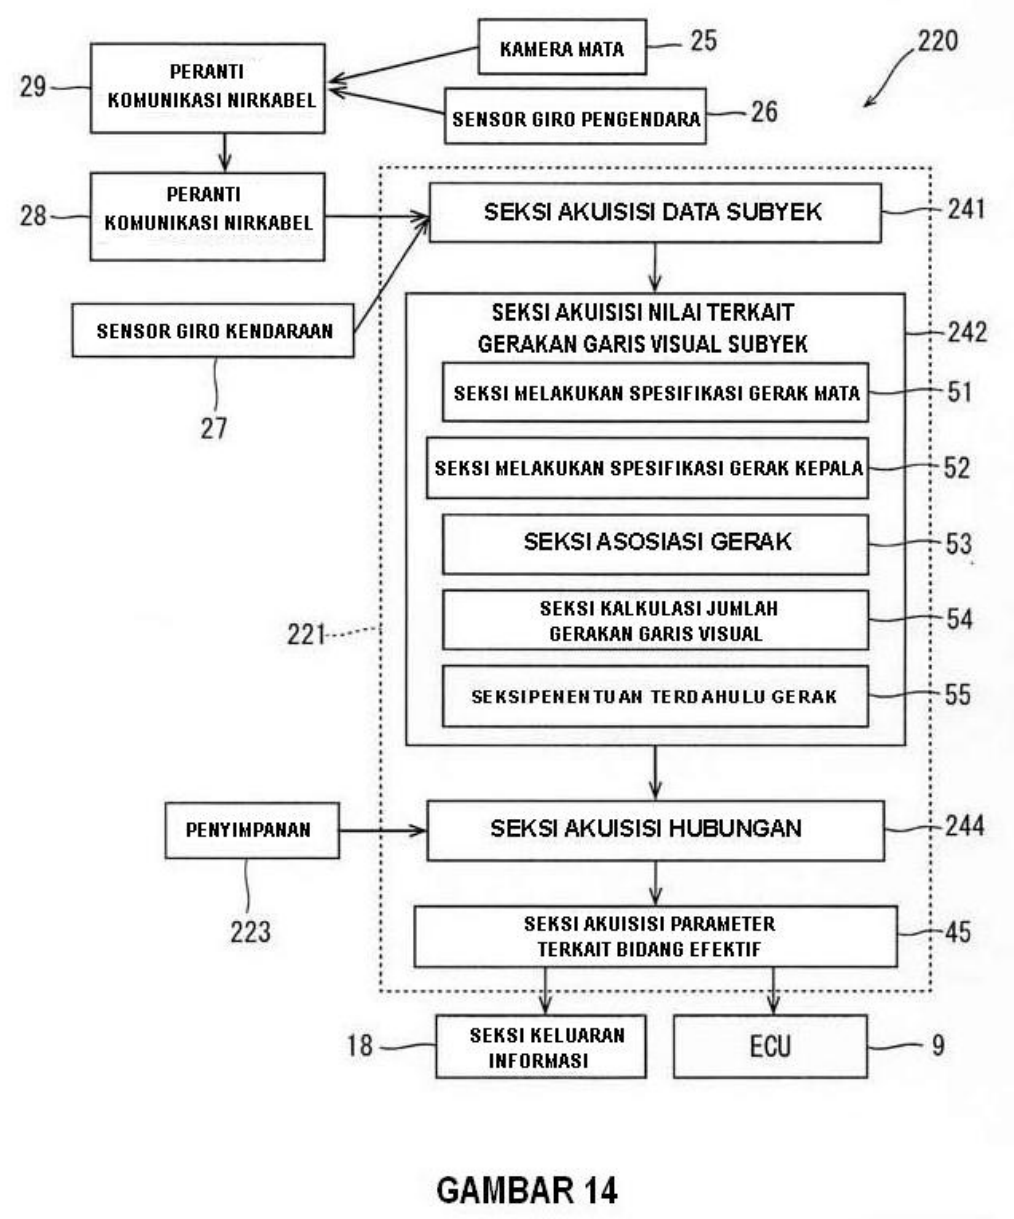 KAMERA MATA
25
220
PERANTI
KOMUNIKASI NIRKABEL
29
SENSOR GIRO PENGENDARA
26
PERANTI
KOMUNIKASI NIRKABEL
28
SEKSI AKUISISI DATA SUBYEK
241
SENSOR GIRO KENDARAAN
27
SEKSI AKUISISI NILAI TERKAIT
GERAKAN GARIS VISUAL SUBYEK
242
SEKSI MELAKUKAN SPESIFIKASI GERAK MATA
51
SEKSI MELAKUKAN SPESIFIKASI GERAK KEPALA
52
SEKSI ASOSIASI GERAK
53
SEKSI KALKULASI JUMLAH
GERAKAN GARIS VISUAL
54
221
SEKSIPENENTUAN TERDAHULU GERAK
55
PENYIMPANAN
223
SEKSI AKUISISI HUBUNGAN
244
SEKSI AKUISISI PARAMETER
TERKAIT BIDANG EFEKTIF
45
18
SEKSI KELUARAN
INFORMASI
ECU
9
GAMBAR 14